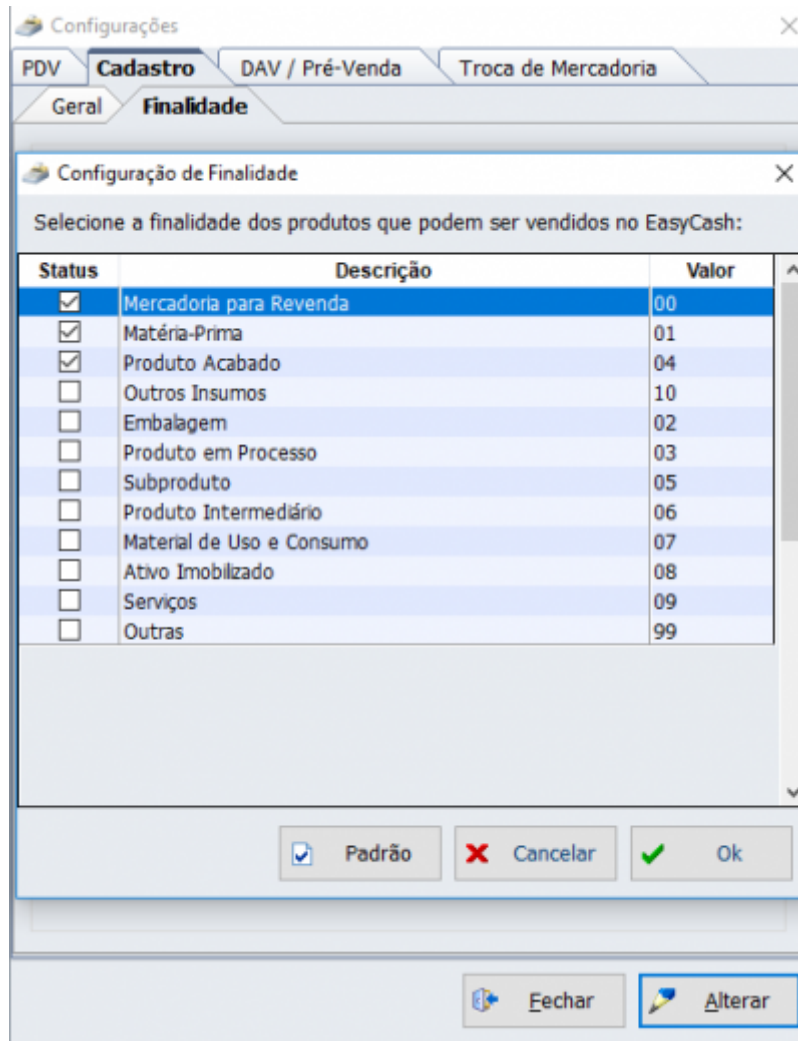 Configurações
PDV Cadastro DAV / Pré-Venda Troca de Mercadoria
Geral Finalidade
Configuração de Finalidade
Selecione a finalidade dos produtos que podem ser vendidos no EasyCash:
Status Descrição Valor
Mercadoria para Revenda 00
Matéria-Prima 01
Produto Acabado 04
Outros Insumos 10
Embalagem 02
Produto em Processo 03
Subproduto 05
Produto Intermediário 06
Material de Uso e Consumo 07
Ativo Imobilizado 08
Serviços 09
Outras 99
Padrão Cancelar Ok
Fechar Alterar